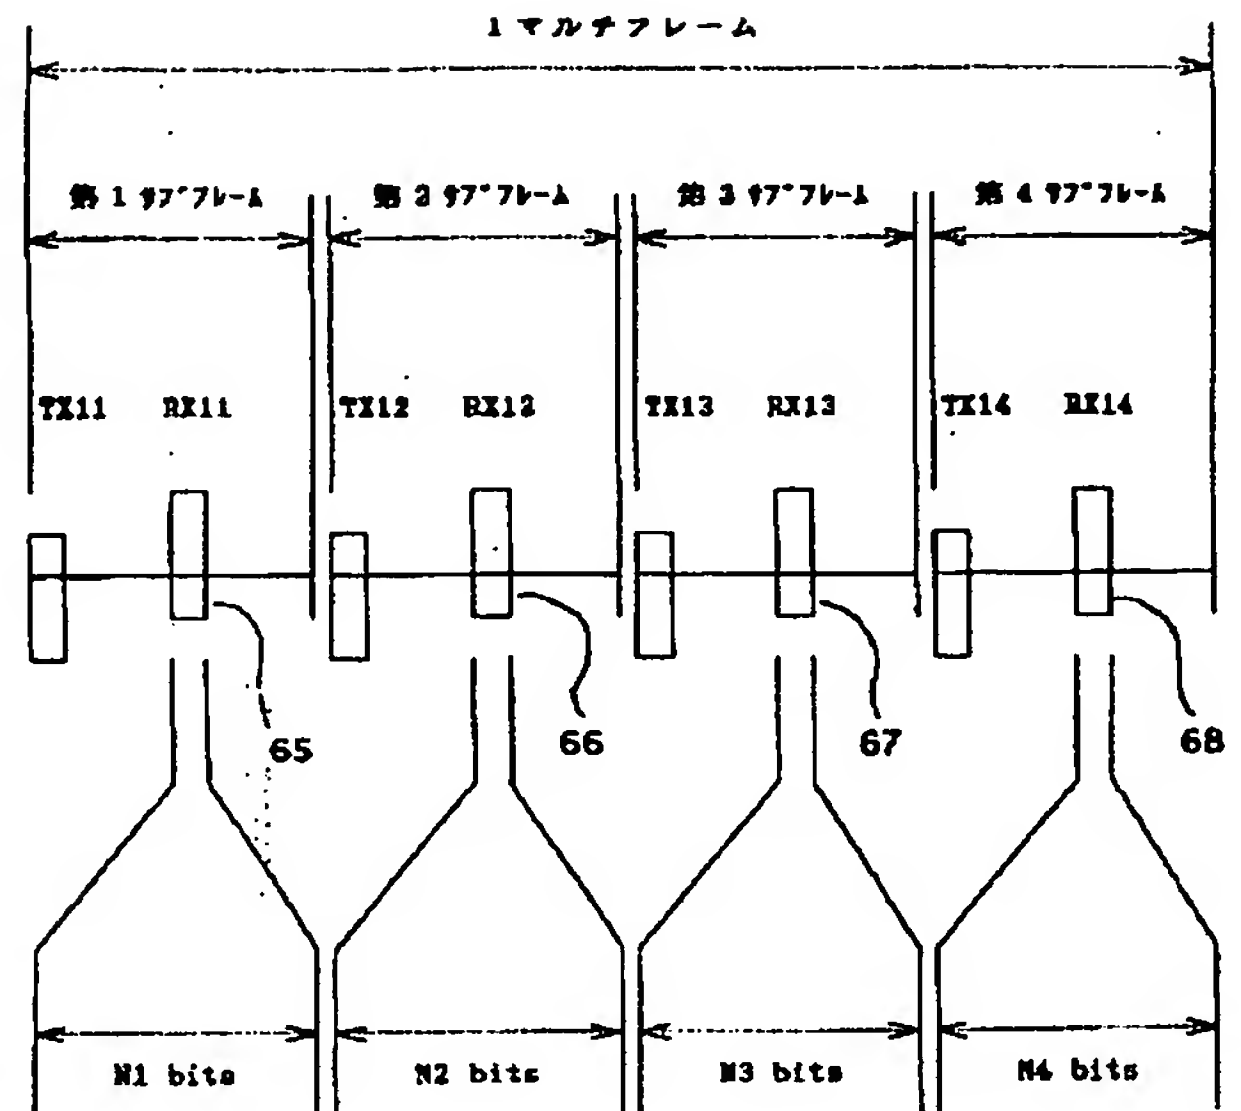 1 マルチフレーム
第 1 サブフレーム 第 2 サブフレーム 第 3 サブフレーム 第 4 サブフレーム
TX11 RX11 TX12 RX12 TX13 RX13 TX14 RX14
65 66 67 68
N1 bits N2 bits N3 bits N4 bits